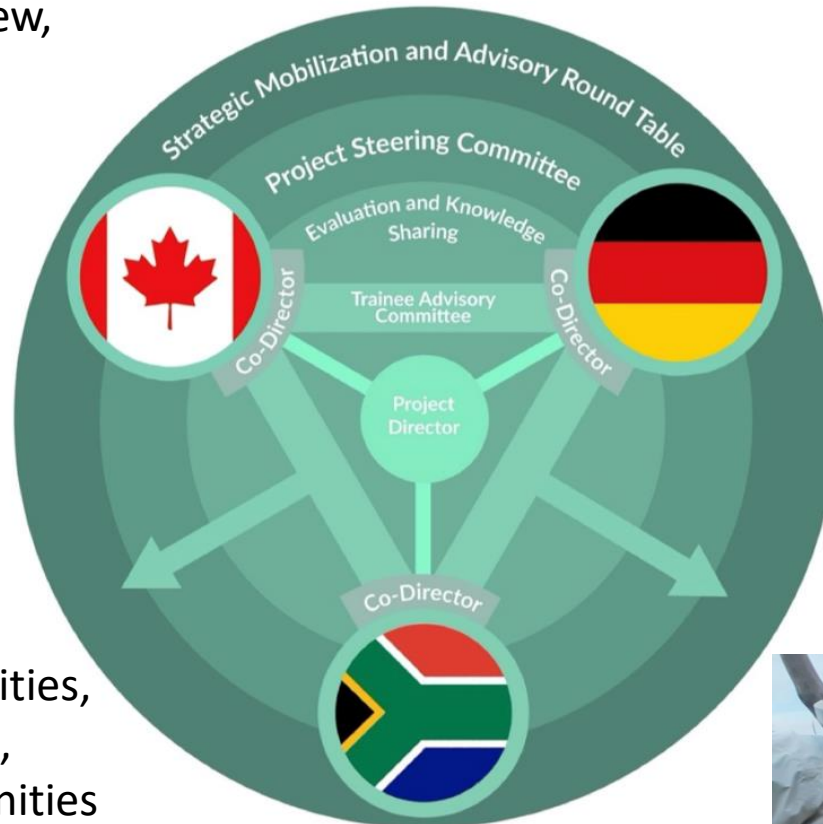 ew,
Strategic Mobilization and Advisory Round Table
Project Steering Committee
Evaluation and Knowledge
Sharing
Trainee Advisory
Committee
Co-Director
Co-Director
Project
Director
Co-Director
ities,
,
nities